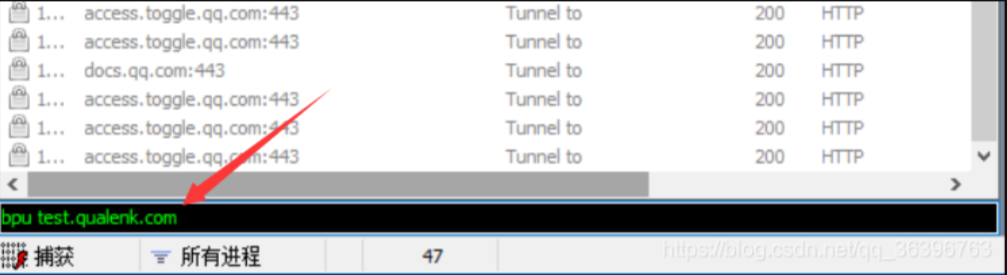 1... access.toggle.qq.com:443 Tunnel to 200 HTTP
1... access.toggle.qq.com:443 Tunnel to 200 HTTP
1... docs.qq.com:443 Tunnel to 200 HTTP
1... access.toggle.qq.com:443 Tunnel to 200 HTTP
1... access.toggle.qq.com:443 Tunnel to 200 HTTP
1... access.toggle.qq.com:443 Tunnel to 200 HTTP
bpu test.qualenk.com
捕获 所有进程 47
https://blog.csdn.net/qq_36396763